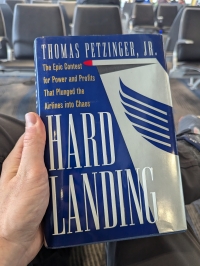 THOMAS PETZINGER, JR.
The Epic Contest
for Power and Profits
That Plunged the
Airlines into Chaos
HARD
LANDING